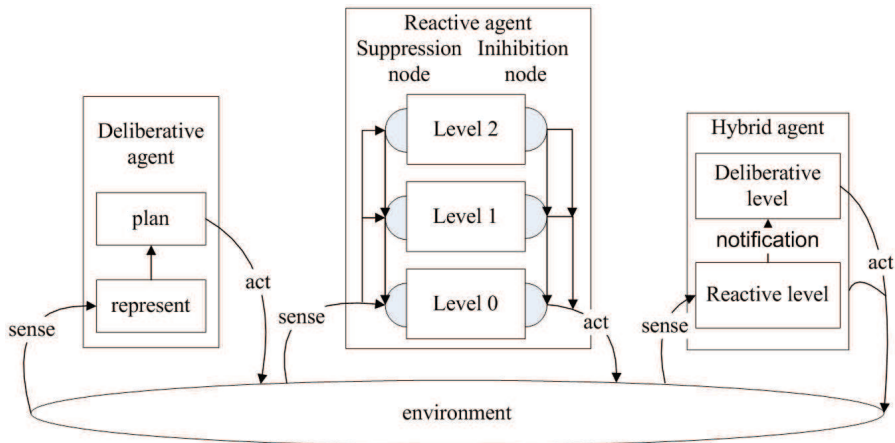 Deliberative
agent
plan
represent
sense
act
Reactive agent
Suppression
node
Inihibition
node
Level 2
Level 1
Level 0
sense
act
Hybrid agent
Deliberative
level
notification
Reactive level
sense
act
environment